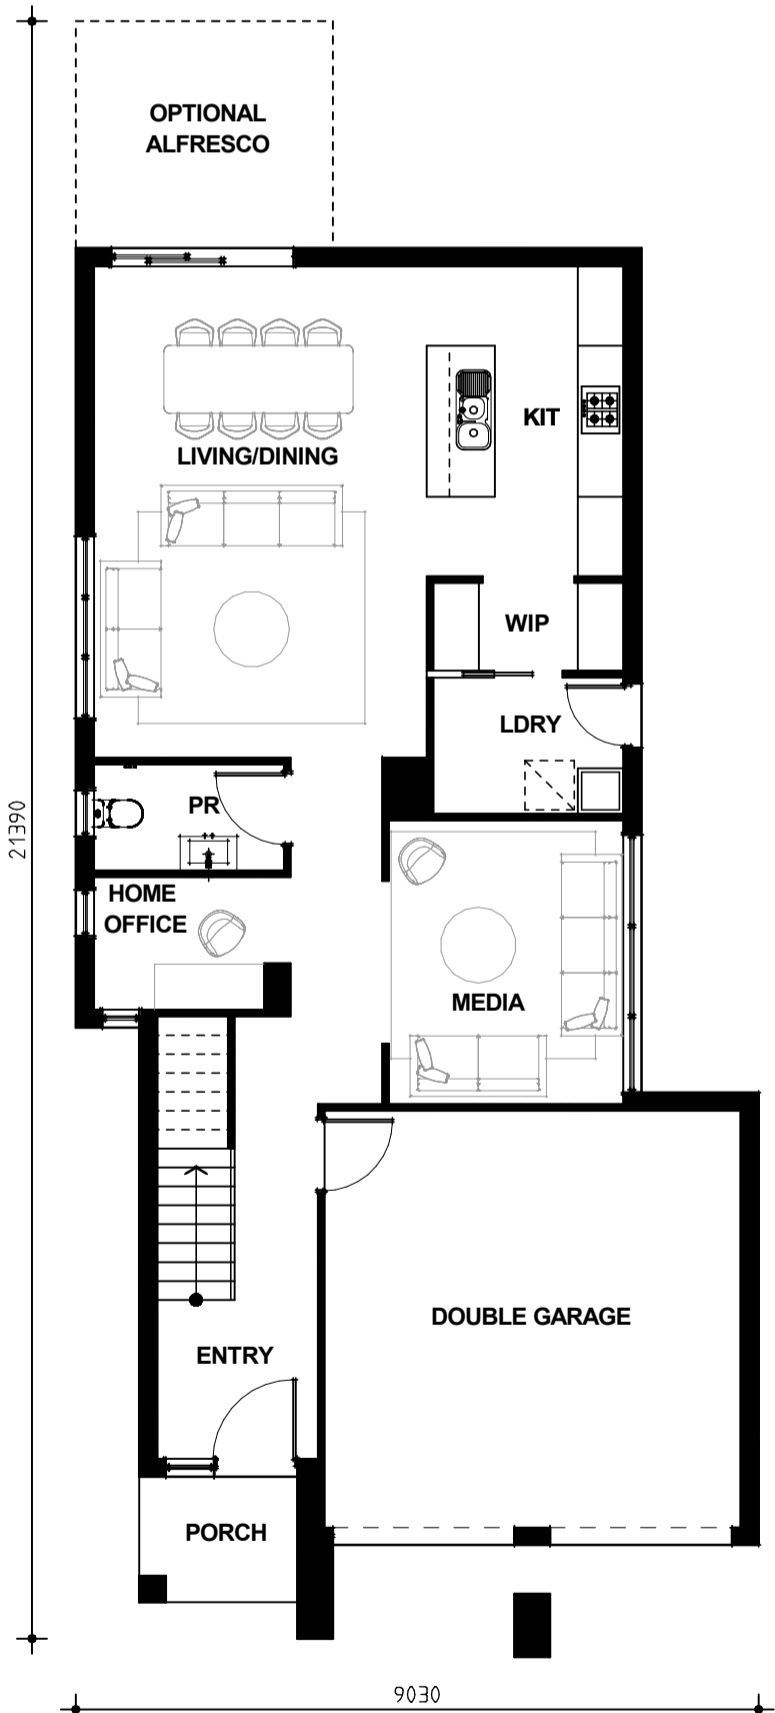 OPTIONAL
ALFRESCO
KIT
LIVING/DINING
WIP
LDRY
PR
21390
HOME
OFFICE
MEDIA
DOUBLE GARAGE
ENTRY
PORCH
9030